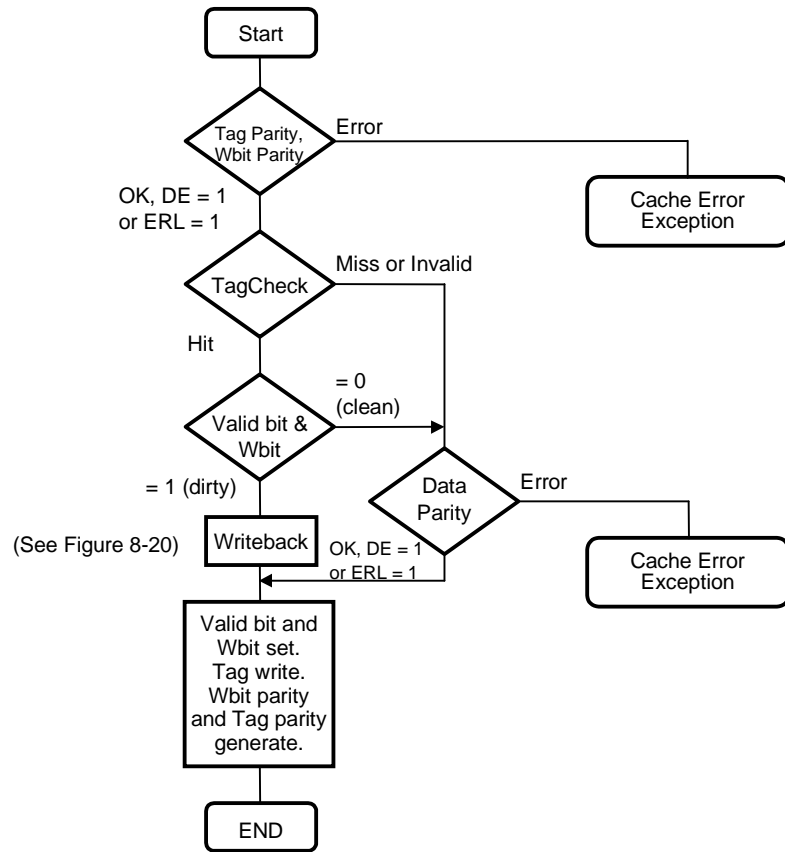 Start
Tag Parity,
Wbit Parity
Error
OK, DE = 1
or ERL = 1
Cache Error
Exception
TagCheck
Miss or Invalid
Hit
= 0
(clean)
Valid bit &
Wbit
= 1 (dirty)
Data
Parity
Error
(See Figure 8-20)
Writeback
OK, DE = 1
or ERL = 1
Cache Error
Exception
Valid bit and
Wbit set.
Tag write.
Wbit parity
and Tag parity
generate.
END